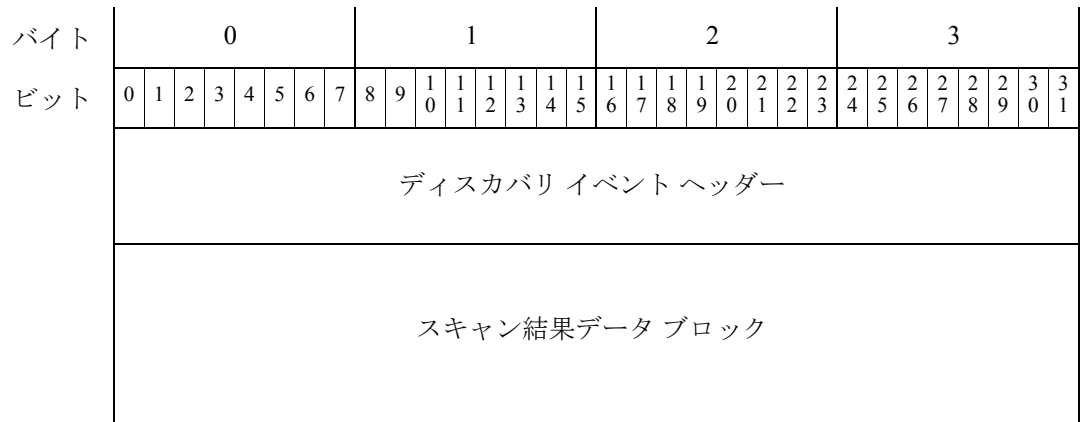 バイト 0 1 2 3
ビット 0 1 2 3 4 5 6 7 8 9 10 11 12 13 14 15 16 17 18 19 20 21 22 23 24 25 26 27 28 29 30 31
ディスカバリ イベント ヘッダー
スキャン結果データ ブロック